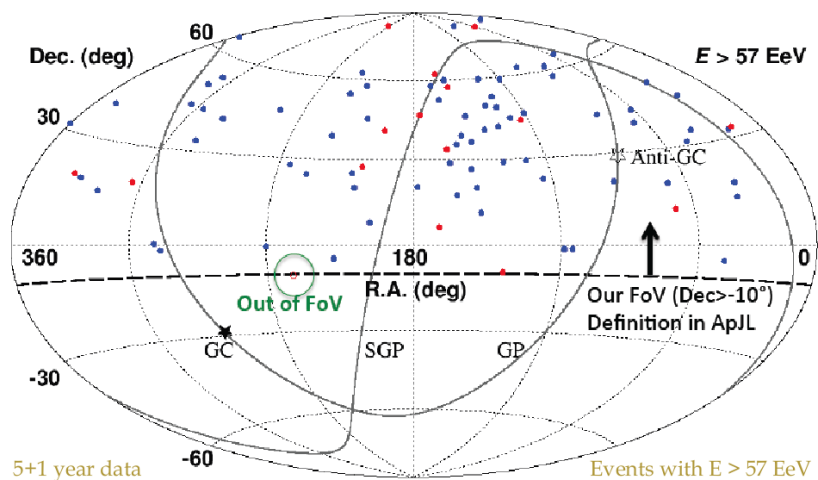 60
Dec. (deg)
E > 57 EeV
30
Anti-GC
360
180
0
R.A. (deg)
Out of FoV
Our FoV (Dec>-10°)
Definition in ApJL
GC
SGP
GP
-30
-60
5+1 year data
Events with E > 57 EeV